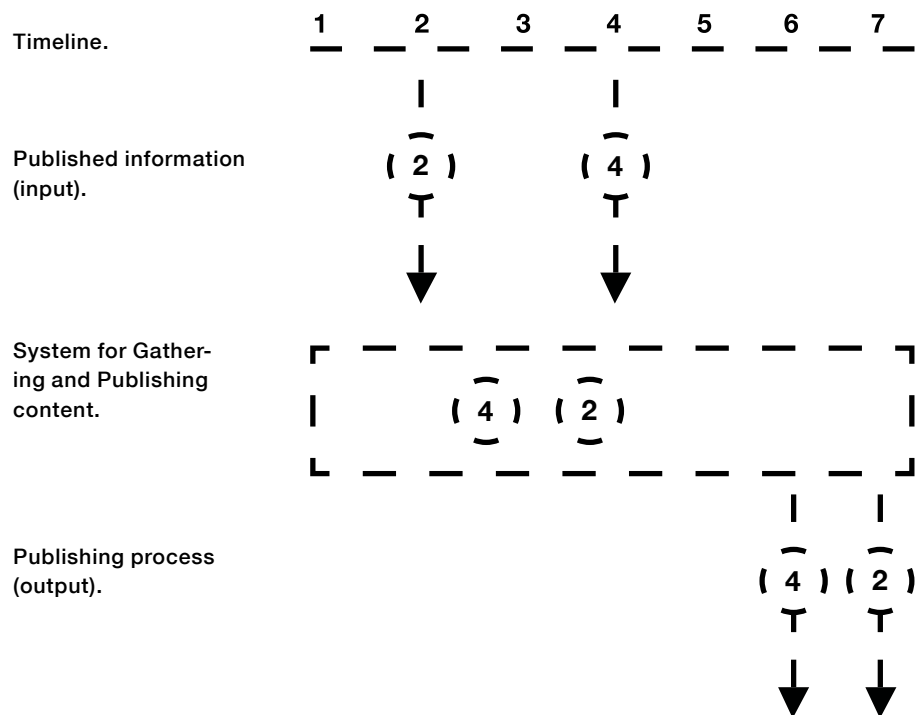 1 2 3 4 5 6 7
Timeline.
Published information
(input).
2 4
System for Gather-
ing and Publishing
content.
4 2
Publishing process
(output).
4 2